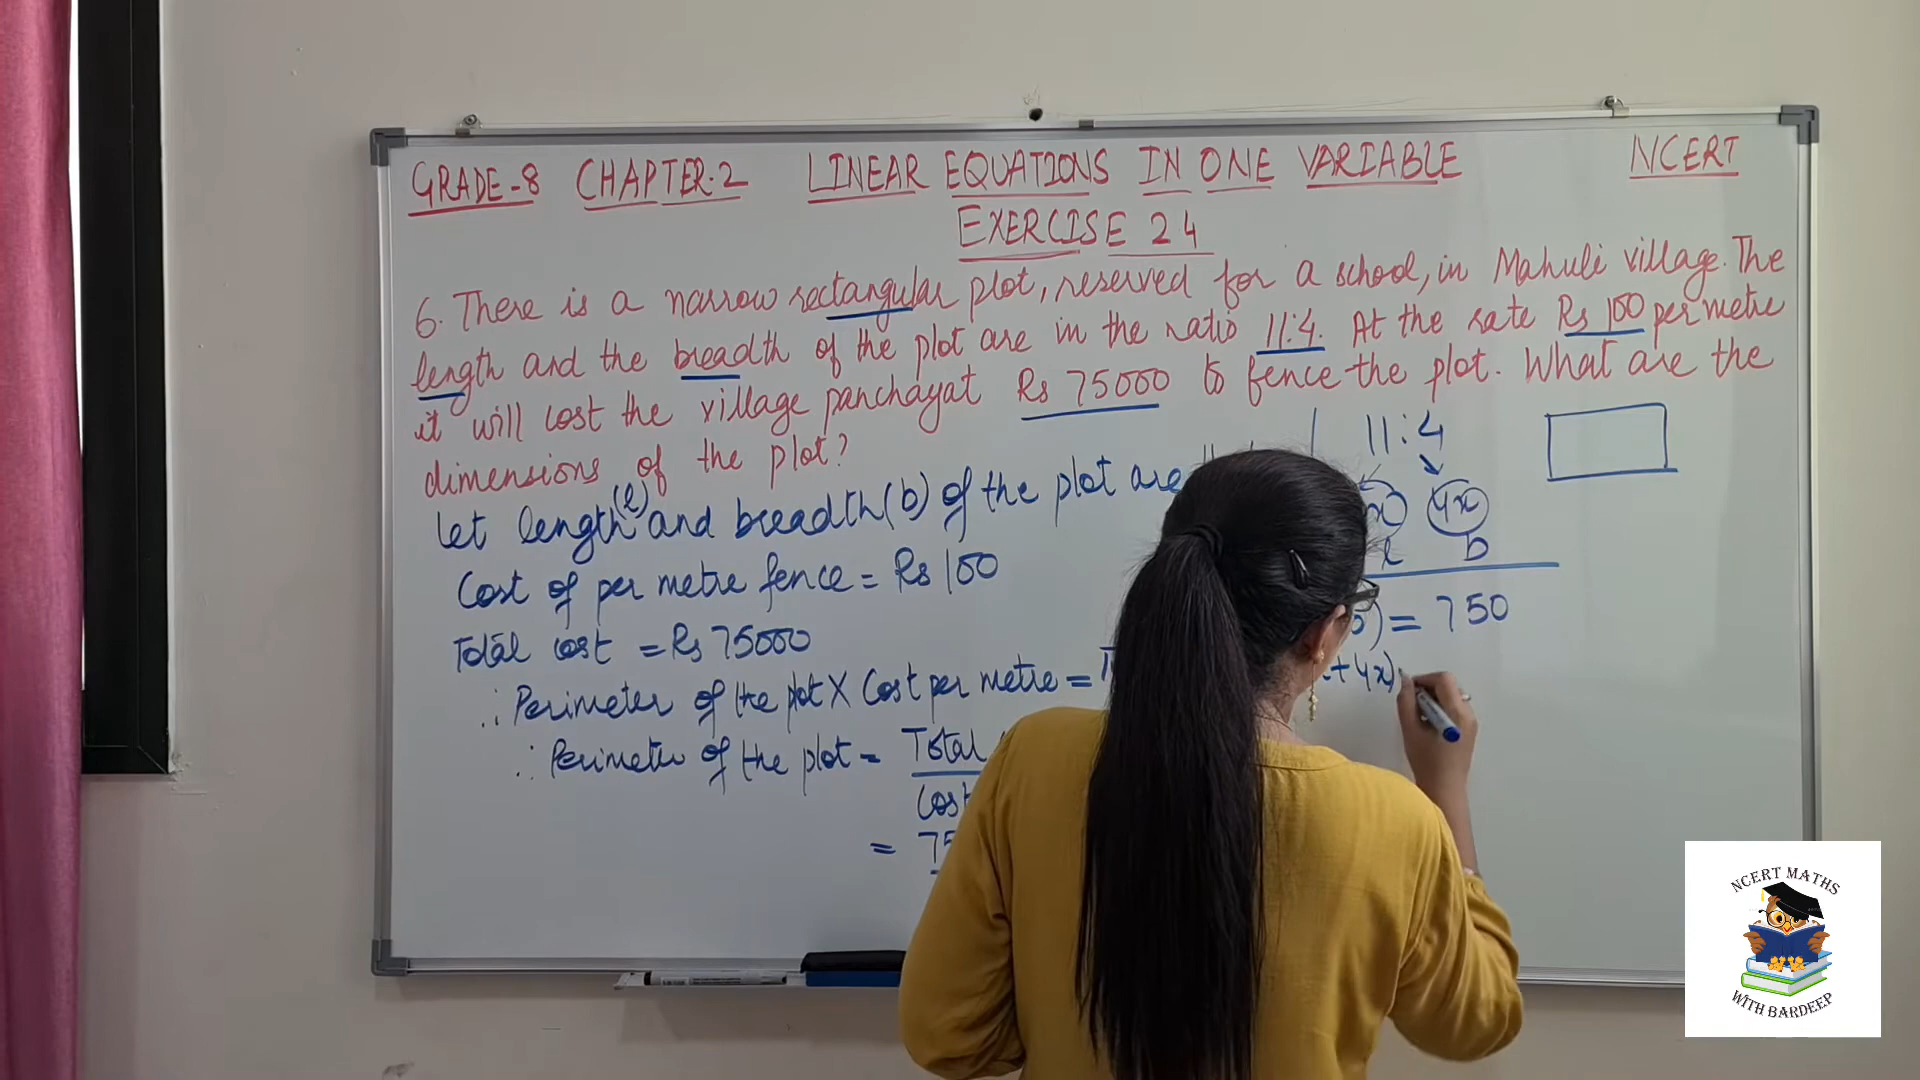 GRADE-8 CHAPTER.2 LINEAR EQUATIONS IN ONE VARIABLE NCERT
EXERCISE 2.4
6. There is a narrow rectangular plot, reserved for a school, in Mahuli village. The
length and the breadth of the plot are in the ratio 11:4. At the rate Rs 100 per metre
it will cost the village panchayat Rs 75000 to fence the plot. What are the
dimensions of the plot?
11:4
Let length (l) and breadth (b) of the plot are
4x
l b
Cost of per metre fence = Rs 100
) = 750
Total cost = Rs 75000
+4x)
∴ Perimeter of the plot X Cost per metre =
∴ Perimeter of the plot = Total
Cost
= 75
NCERT MATHS
WITH BARDEEP